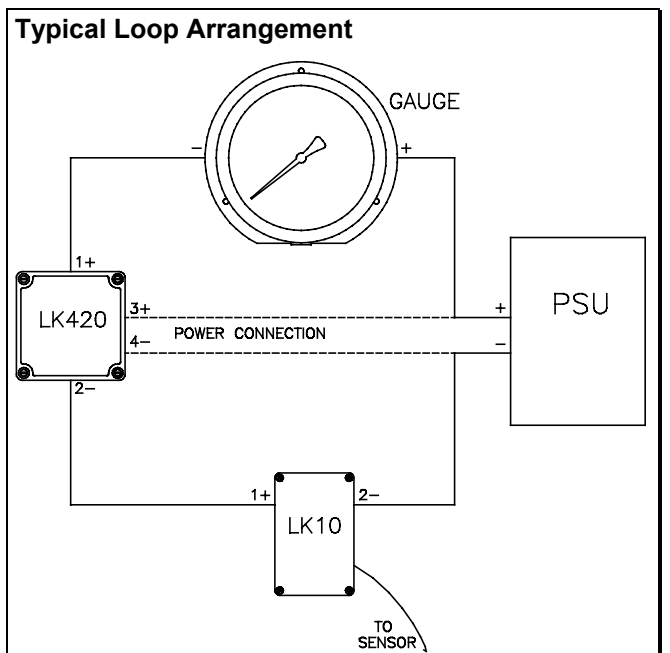 Typical Loop Arrangement
GAUGE
- +
1+
LK420
3+
POWER CONNECTION
4-
+
-
PSU
2-
1+
LK10
2-
TO
SENSOR